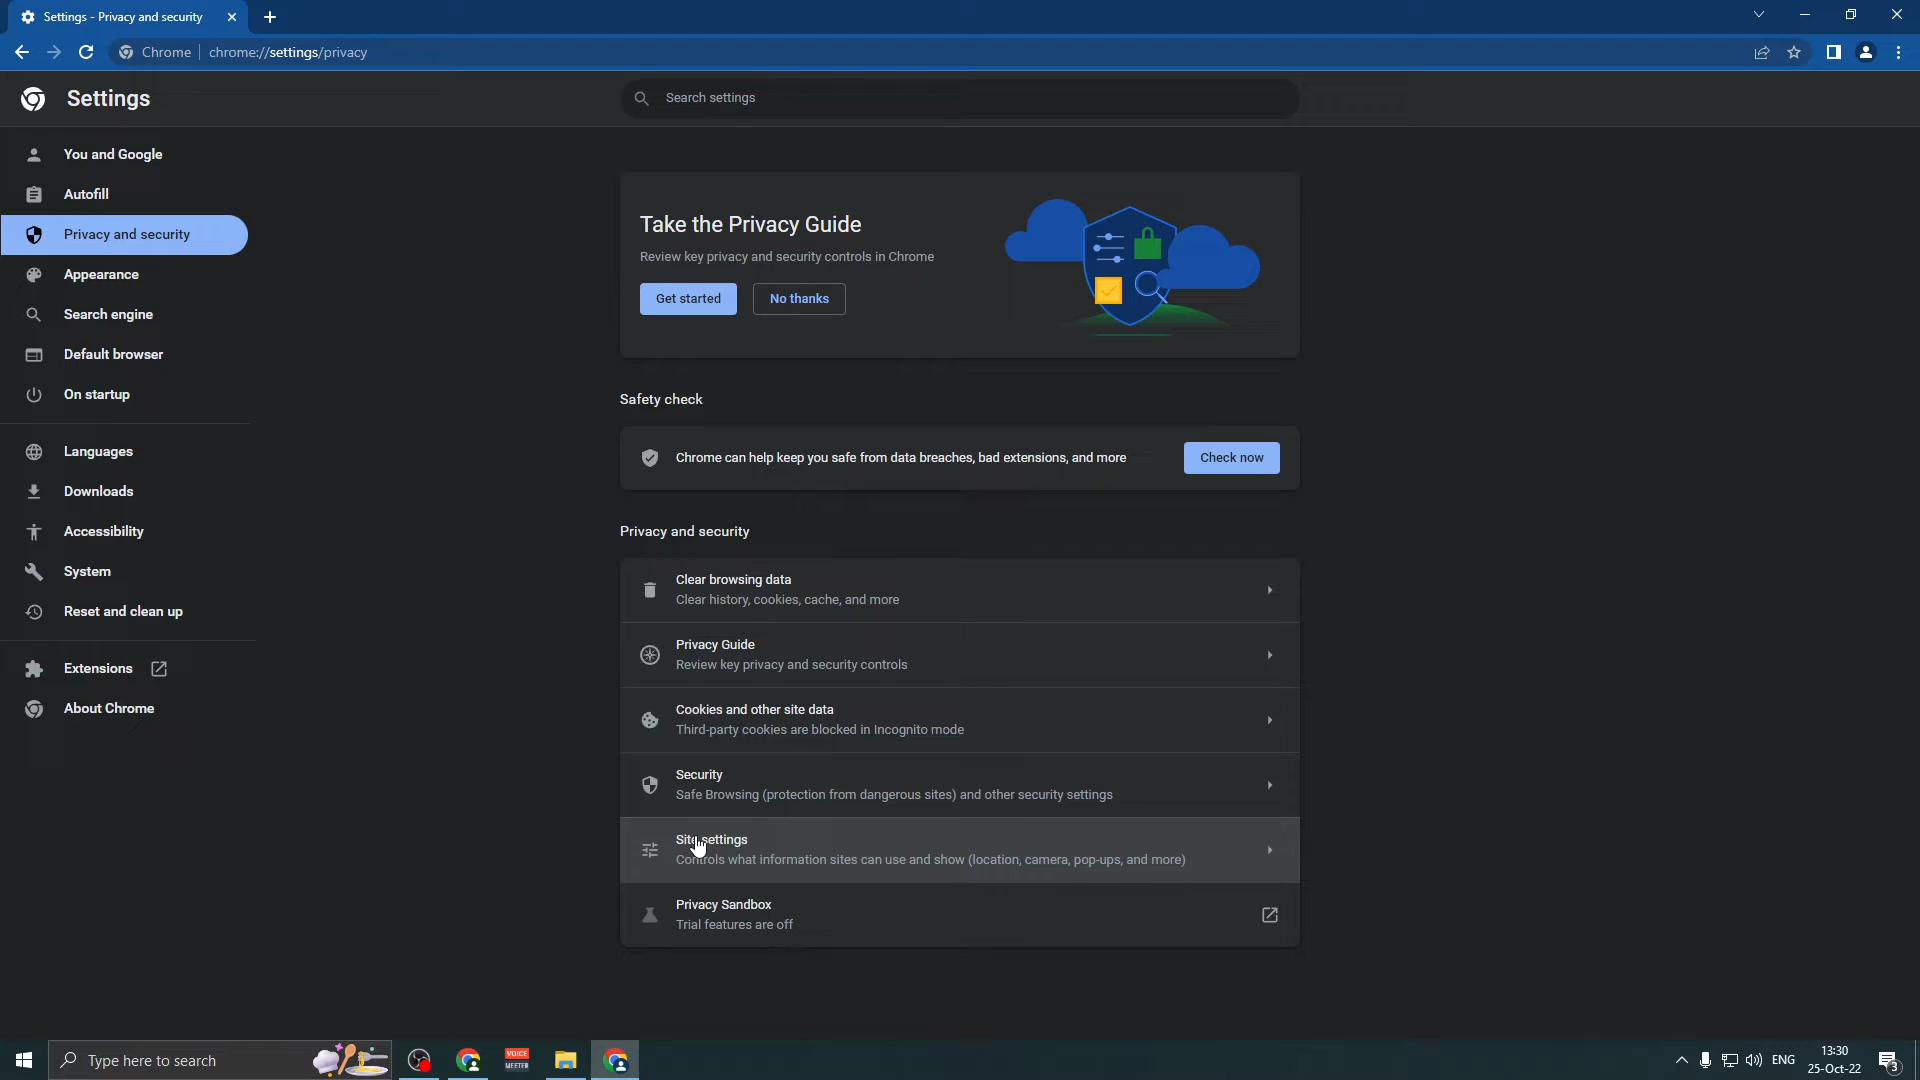 Settings - Privacy and security
Chrome | chrome://settings/privacy
Settings
Search settings
You and Google
Autofill
Privacy and security
Appearance
Search engine
Default browser
On startup
Languages
Downloads
Accessibility
System
Reset and clean up
Extensions
About Chrome
Take the Privacy Guide
Review key privacy and security controls in Chrome
Get started
No thanks
Safety check
Chrome can help keep you safe from data breaches, bad extensions, and more
Check now
Privacy and security
Clear browsing data
Clear history, cookies, cache, and more
Privacy Guide
Review key privacy and security controls
Cookies and other site data
Third-party cookies are blocked in Incognito mode
Security
Safe Browsing (protection from dangerous sites) and other security settings
Site settings
Controls what information sites can use and show (location, camera, pop-ups, and more)
Privacy Sandbox
Trial features are off
Type here to search
VOICE
MEETER
ENG
13:30
25-Oct-22
3